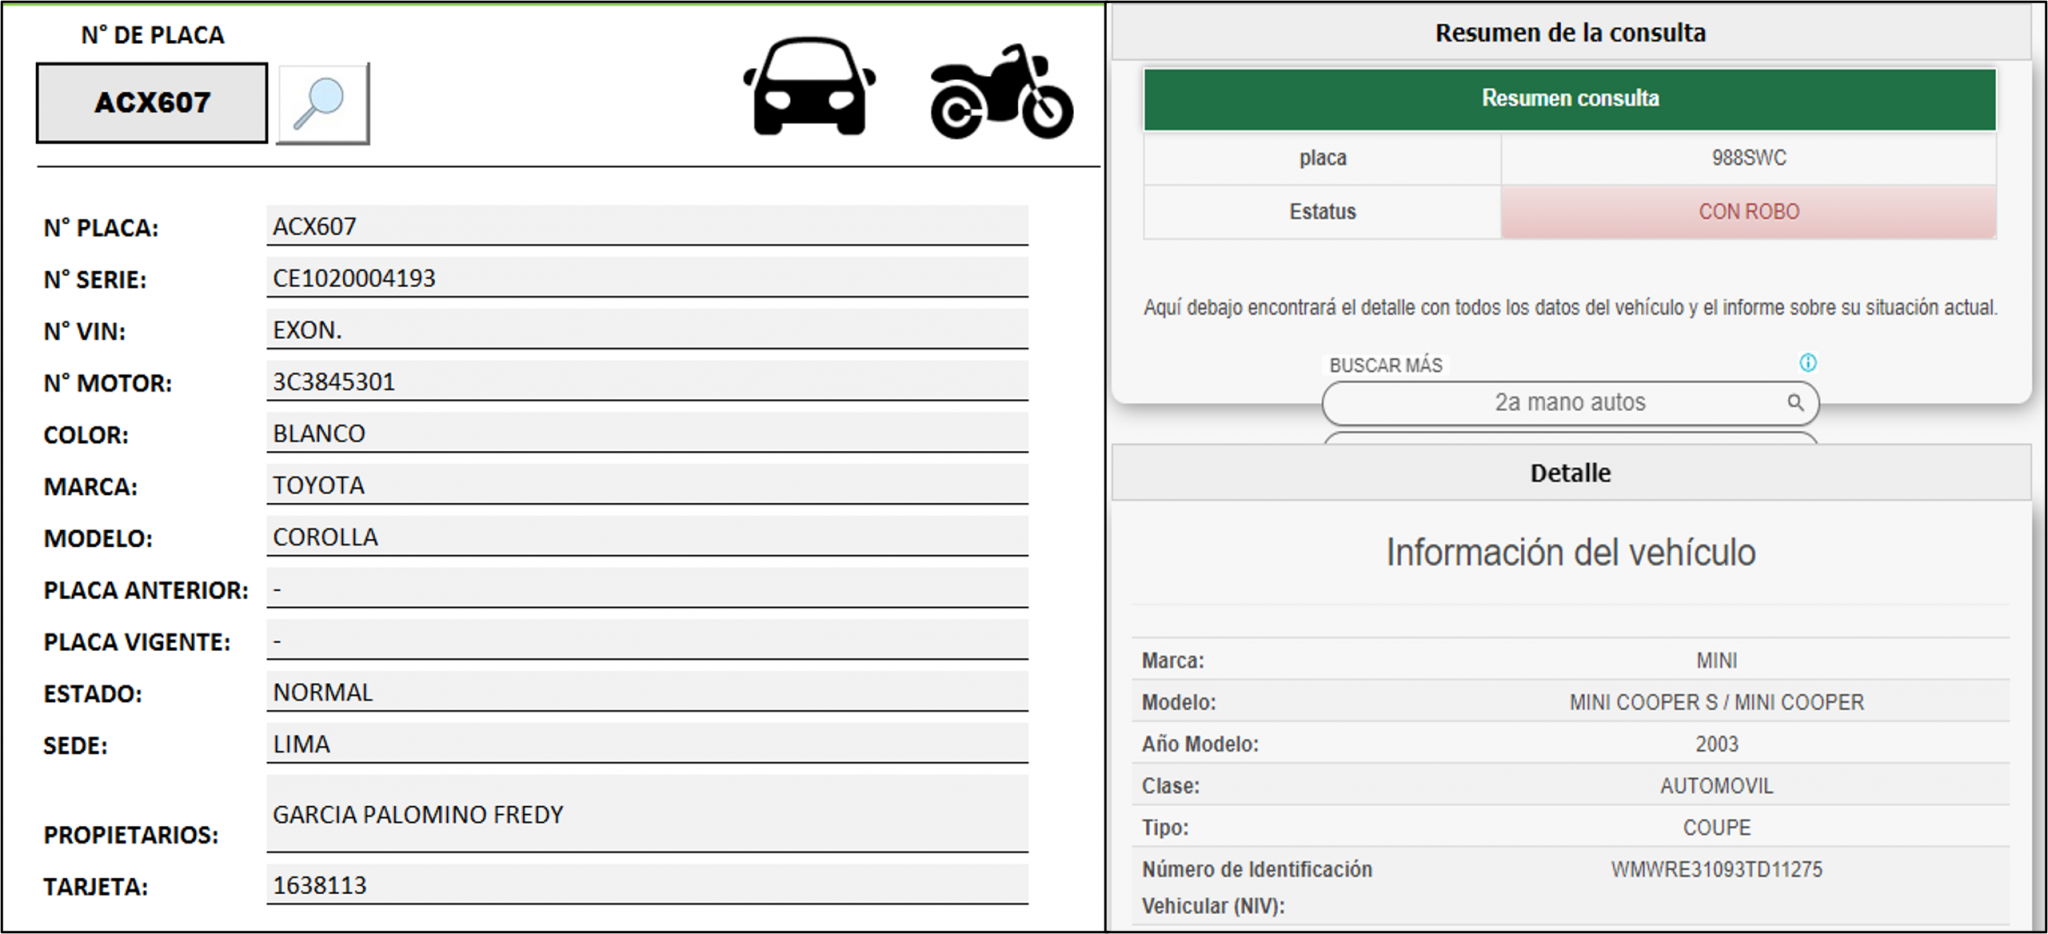 N° DE PLACA
ACX607
N° PLACA: ACX607
N° SERIE: CE1020004193
N° VIN: EXON.
N° MOTOR: 3C3845301
COLOR: BLANCO
MARCA: TOYOTA
MODELO: COROLLA
PLACA ANTERIOR: -
PLACA VIGENTE: -
ESTADO: NORMAL
SEDE: LIMA
PROPIETARIOS: GARCIA PALOMINO FREDY
TARJETA: 1638113
Resumen de la consulta
Resumen consulta
placa 988SWC
Estatus CON ROBO
Aquí debajo encontrará el detalle con todos los datos del vehículo y el informe sobre su situación actual.
BUSCAR MÁS
2a mano autos
Detalle
Información del vehículo
Marca: MINI
Modelo: MINI COOPER S / MINI COOPER
Año Modelo: 2003
Clase: AUTOMOVIL
Tipo: COUPE
Número de Identificación WMWRE31093TD11275
Vehicular (NIV):